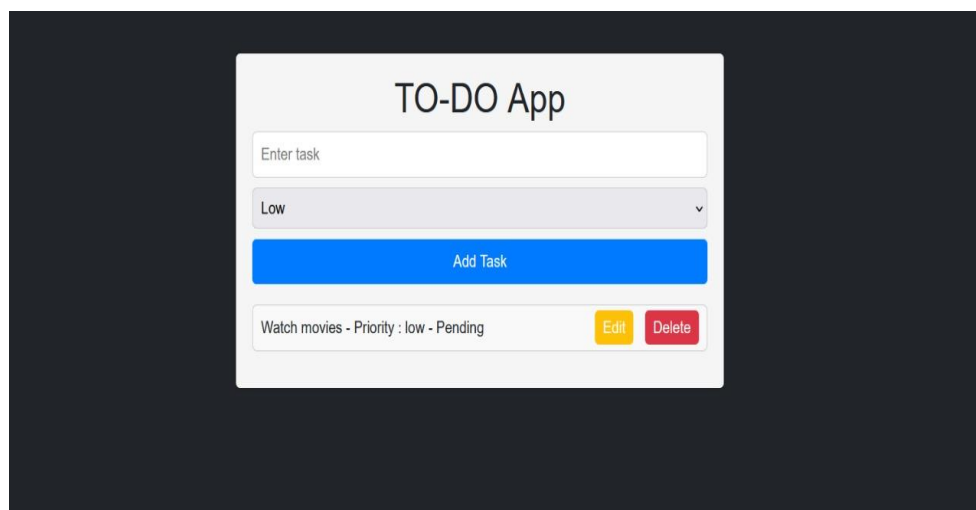 TO-DO App
Enter task
Low
Add Task
Watch movies - Priority : low - Pending Edit Delete